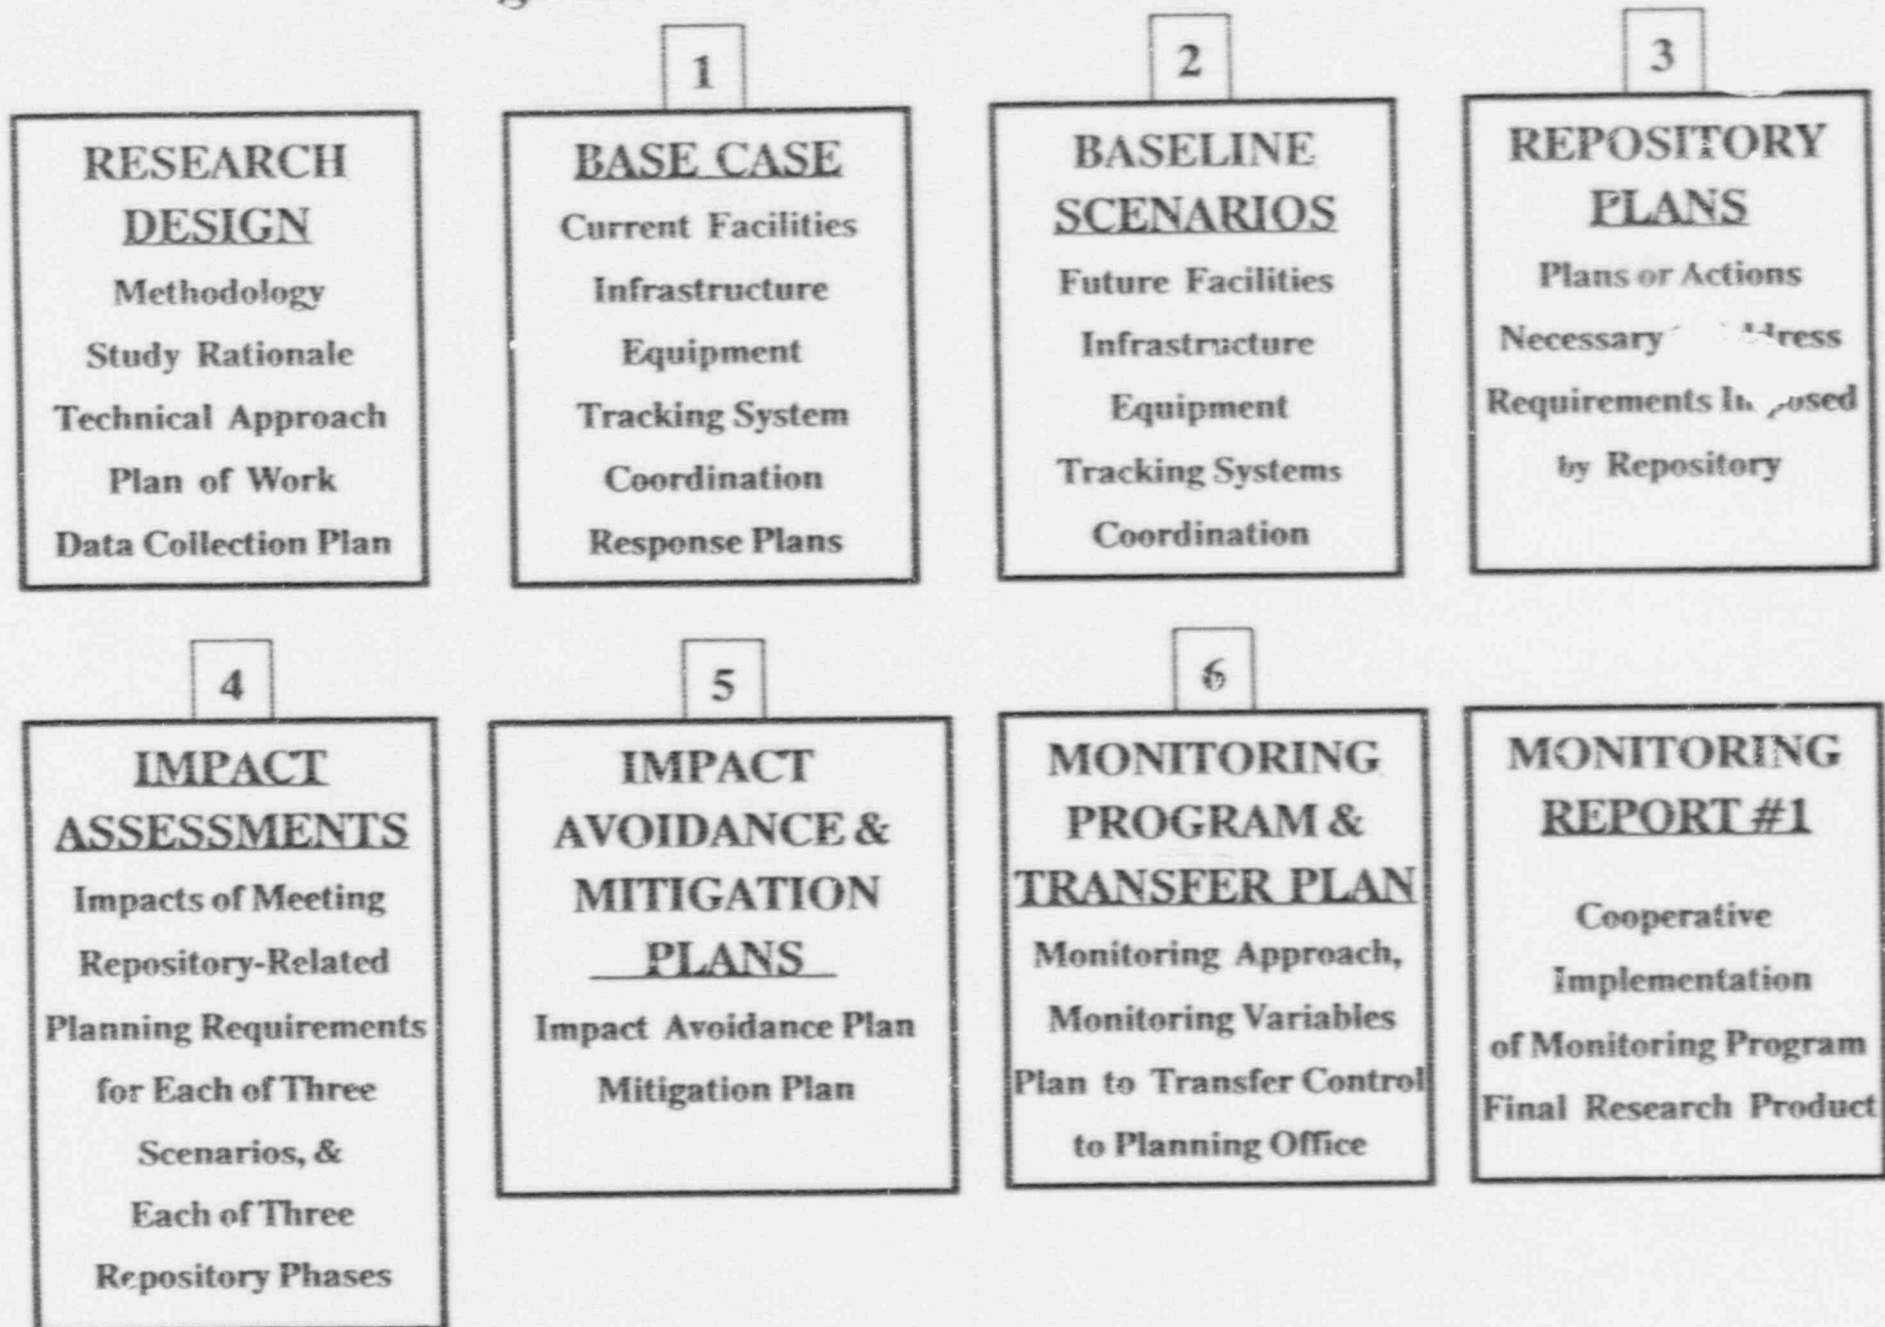 1
RESEARCH
DESIGN
Methodology
Study Rationale
Technical Approach
Plan of Work
Data Collection Plan
BASE CASE
Current Facilities
Infrastructure
Equipment
Tracking System
Coordination
Response Plans
2
BASELINE
SCENARIOS
Future Facilities
Infrastructure
Equipment
Tracking Systems
Coordination
3
REPOSITORY
PLANS
Plans or Actions
Necessary
Requirements
by Repository
4
IMPACT
ASSESSMENTS
Impacts of Meeting
Repository-Related
Planning Requirements
for Each of Three
Scenarios, &
Each of Three
Repository Phases
5
IMPACT
AVOIDANCE &
MITIGATION
PLANS
Impact Avoidance Plan
Mitigation Plan
6
MONITORING
PROGRAM &
TRANSFER PLAN
Monitoring Approach,
Monitoring Variables
Plan to Transfer Control
to Planning Office
MONITORING
REPORT #1
Cooperative
Implementation
of Monitoring Program
Final Research Product